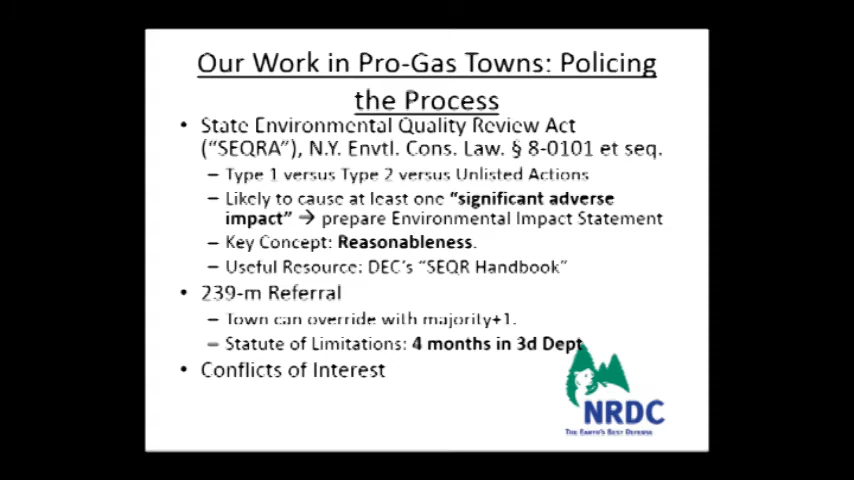 Our Work in Pro-Gas Towns: Policing
the Process
• State Environmental Quality Review Act
("SEQRA"), N.Y. Envtl. Cons. Law. § 8-0101 et seq.
– Type 1 versus Type 2 versus Unlisted Actions
– Likely to cause at least one "significant adverse
impact" → prepare Environmental Impact Statement
– Key Concept: Reasonableness.
– Useful Resource: DEC's "SEQR Handbook"
• 239-m Referral
– Town can override with majority+1.
– Statute of Limitations: 4 months in 3d Dept
• Conflicts of Interest
NRDC
THE EARTH'S BEST DEFENSE